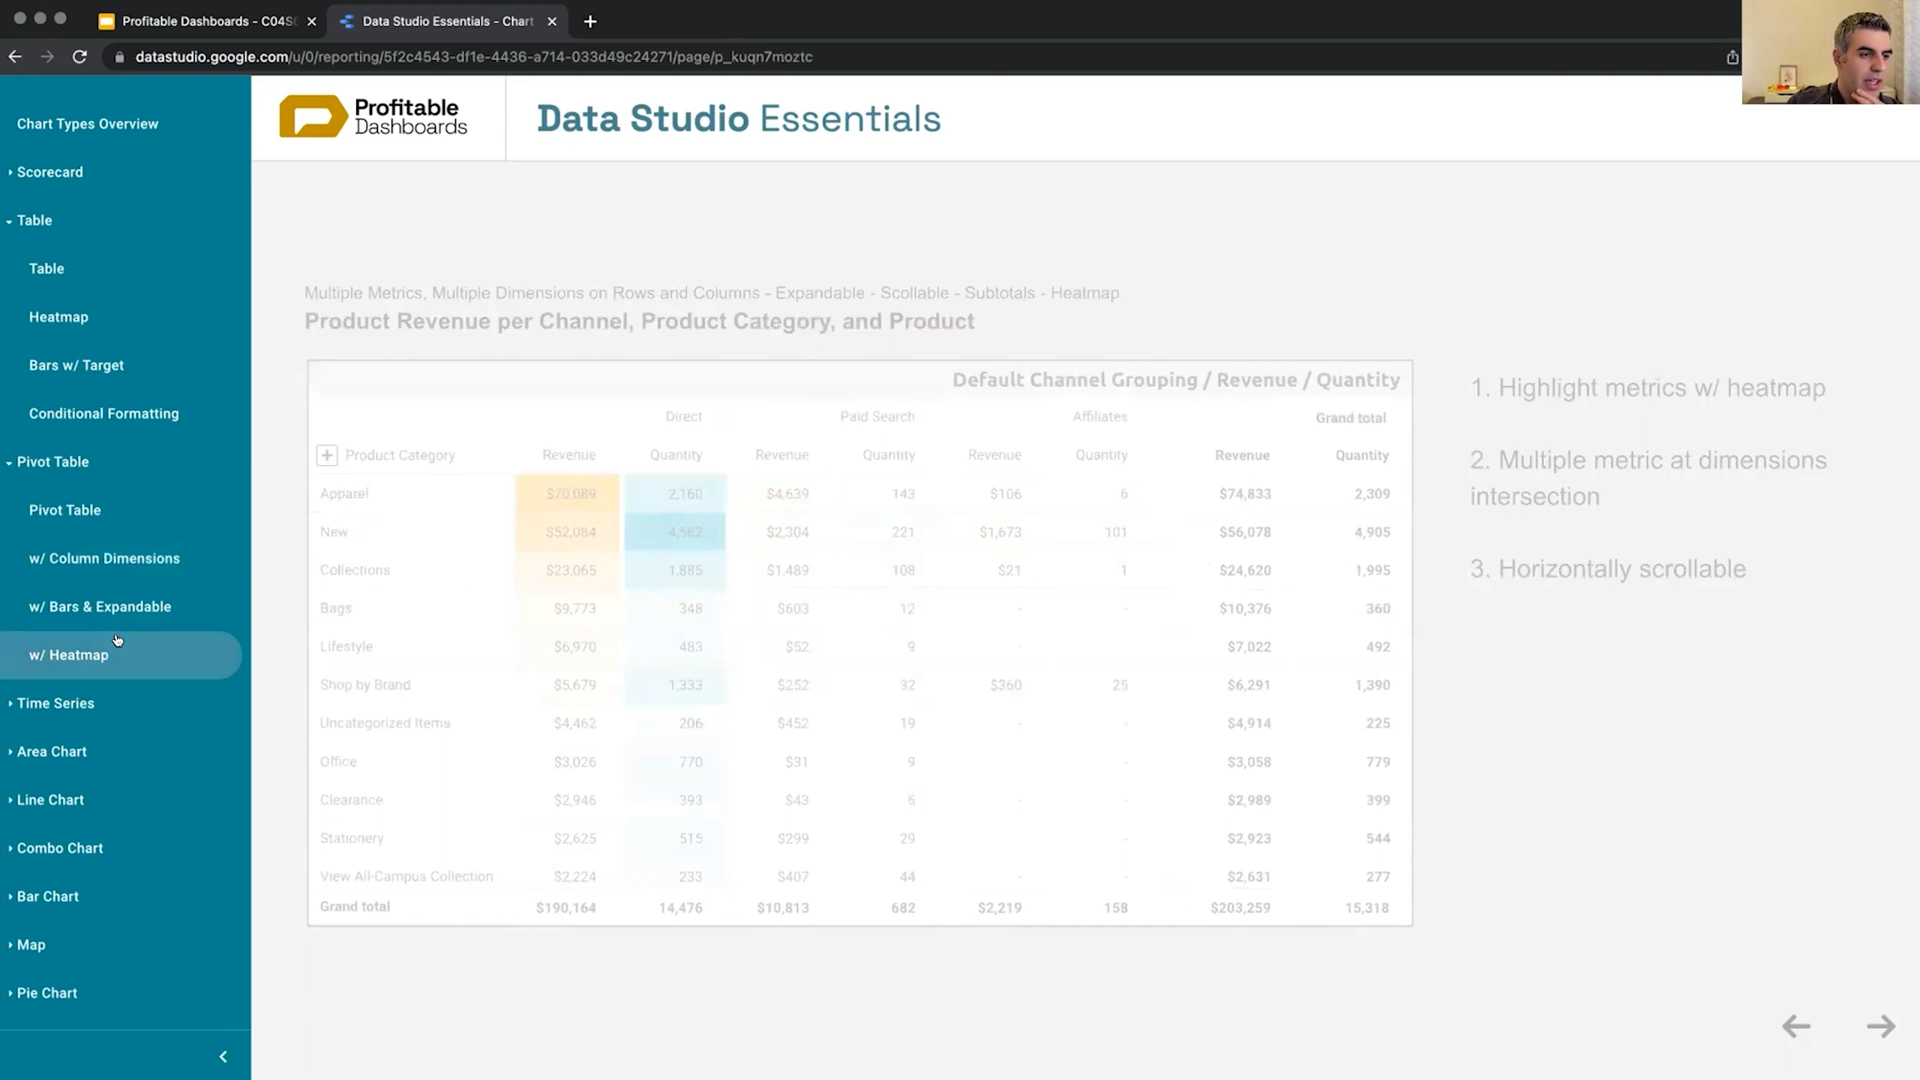 Profitable Dashboards - C04S
Data Studio Essentials - Chart
datastudio.google.com/u/0/reporting/5f2c4543-df1e-4436-a714-033d49c24271/page/p_kuqn7moztc
Chart Types Overview
Scorecard
Table
Table
Heatmap
Bars w/ Target
Conditional Formatting
Pivot Table
Pivot Table
w/ Column Dimensions
w/ Bars & Expandable
w/ Heatmap
Time Series
Area Chart
Line Chart
Combo Chart
Bar Chart
Map
Pie Chart
Profitable
Dashboards
Data Studio Essentials
Multiple Metrics, Multiple Dimensions on Rows and Columns - Expandable - Scollable - Subtotals - Heatmap
Product Revenue per Channel, Product Category, and Product
Default Channel Grouping / Revenue / Quantity
Direct Paid Search Affiliates Grand total
Product Category Revenue Quantity Revenue Quantity Revenue Quantity Revenue Quantity
Apparel $70,089 2,160 $4,639 143 $106 6 $74,833 2,309
New $52,084 4,582 $2,304 221 $1,673 101 $56,078 4,905
Collections $23,065 1,885 $1,489 108 $21 1 $24,620 1,995
Bags $9,773 348 $603 12 - - $10,376 360
Lifestyle $6,970 483 $52 9 - - $7,022 492
Shop by Brand $5,679 1,333 $252 32 $360 25 $6,291 1,390
Uncategorized Items $4,462 206 $452 19 - - $4,914 225
Office $3,026 770 $31 9 - - $3,058 779
Clearance $2,946 393 $43 6 - - $2,989 399
Stationery $2,625 515 $299 29 - - $2,923 544
View All-Campus Collection $2,224 233 $407 44 - - $2,631 277
Grand total $190,164 14,476 $10,813 682 $2,219 158 $203,259 15,318
1. Highlight metrics w/ heatmap
2. Multiple metric at dimensions
intersection
3. Horizontally scrollable